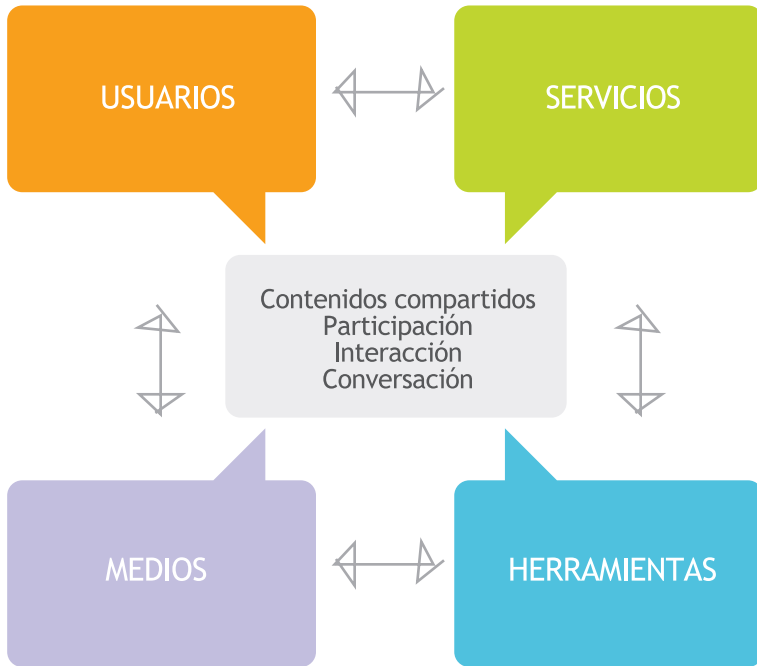 USUARIOS
SERVICIOS
Contenidos compartidos
Participación
Interacción
Conversación
MEDIOS
HERRAMIENTAS